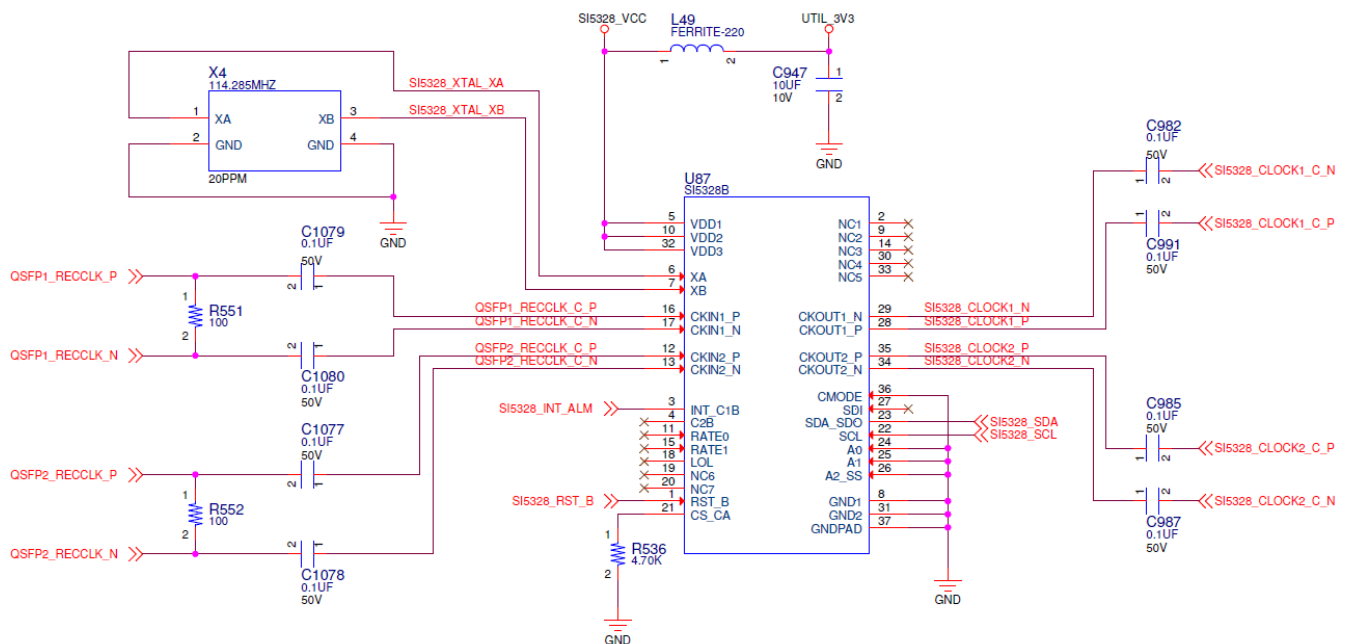 SI5328_VCC
L49
FERRITE-220
1
2
UTIL_3V3
C947
10UF
10V
1
2
GND
X4
114.285MHZ
1
XA
XB
3
2
GND
GND
4
20PPM
SI5328_XTAL_XA
SI5328_XTAL_XB
GND
C982
0.1UF
50V
1
2
SI5328_CLOCK1_C_N
1
2
SI5328_CLOCK1_C_P
C991
0.1UF
50V
U87
SI5328B
5
VDD1
10
VDD2
32
VDD3
6
XA
7
XB
16
CKIN1_P
17
CKIN1_N
12
CKIN2_P
13
CKIN2_N
3
INT_C1B
4
C2B
11
RATE0
15
RATE1
18
LOL
19
NC6
20
NC7
1
RST_B
21
CS_CA
NC1
2
NC2
9
NC3
14
NC4
30
NC5
33
CKOUT1_N
29
CKOUT1_P
28
CKOUT2_P
35
CKOUT2_N
34
CMODE
36
SDI
27
SDA_SDO
23
SCL
22
A0
24
A1
25
A2_SS
26
GND1
8
GND2
31
GNDPAD
37
C1079
0.1UF
50V
2
1
QSFP1_RECCLK_P
1
R551
100
2
QSFP1_RECCLK_N
2
1
C1080
0.1UF
50V
QSFP1_RECCLK_C_P
QSFP1_RECCLK_C_N
QSFP2_RECCLK_C_P
QSFP2_RECCLK_C_N
SI5328_INT_ALM
C1077
0.1UF
50V
2
1
QSFP2_RECCLK_P
1
R552
100
2
QSFP2_RECCLK_N
2
1
C1078
0.1UF
50V
SI5328_RST_B
1
R536
4.70K
2
GND
SI5328_CLOCK1_N
SI5328_CLOCK1_P
SI5328_CLOCK2_P
SI5328_CLOCK2_N
SI5328_SDA
SI5328_SCL
C985
0.1UF
50V
1
2
SI5328_CLOCK2_C_P
1
2
SI5328_CLOCK2_C_N
C987
0.1UF
50V
GND